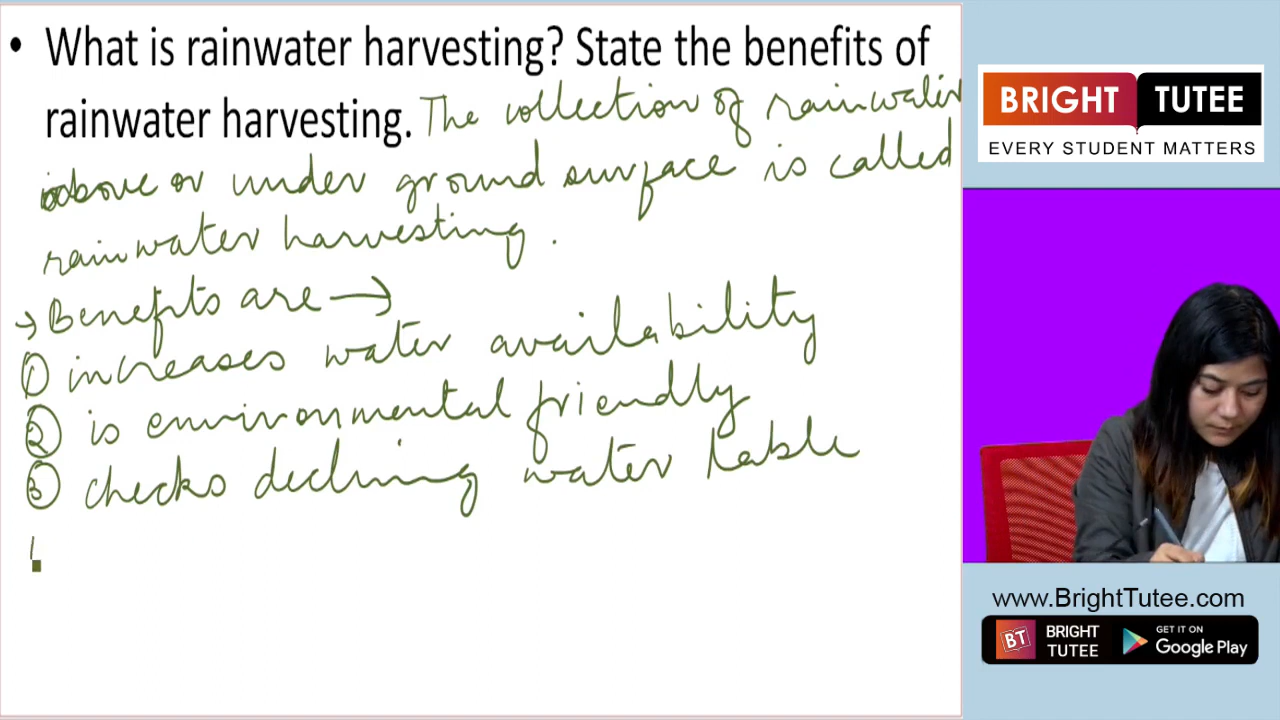 • What is rainwater harvesting? State the benefits of
rainwater harvesting. The collection of rainwater
above or under ground surface is called
rainwater harvesting.
→ Benefits are →
① increases water availability
② is environmental friendly
③ checks declining water table
BRIGHT TUTEE
EVERY STUDENT MATTERS
www.BrightTutee.com
BT BRIGHT TUTEE
GET IT ON
Google Play